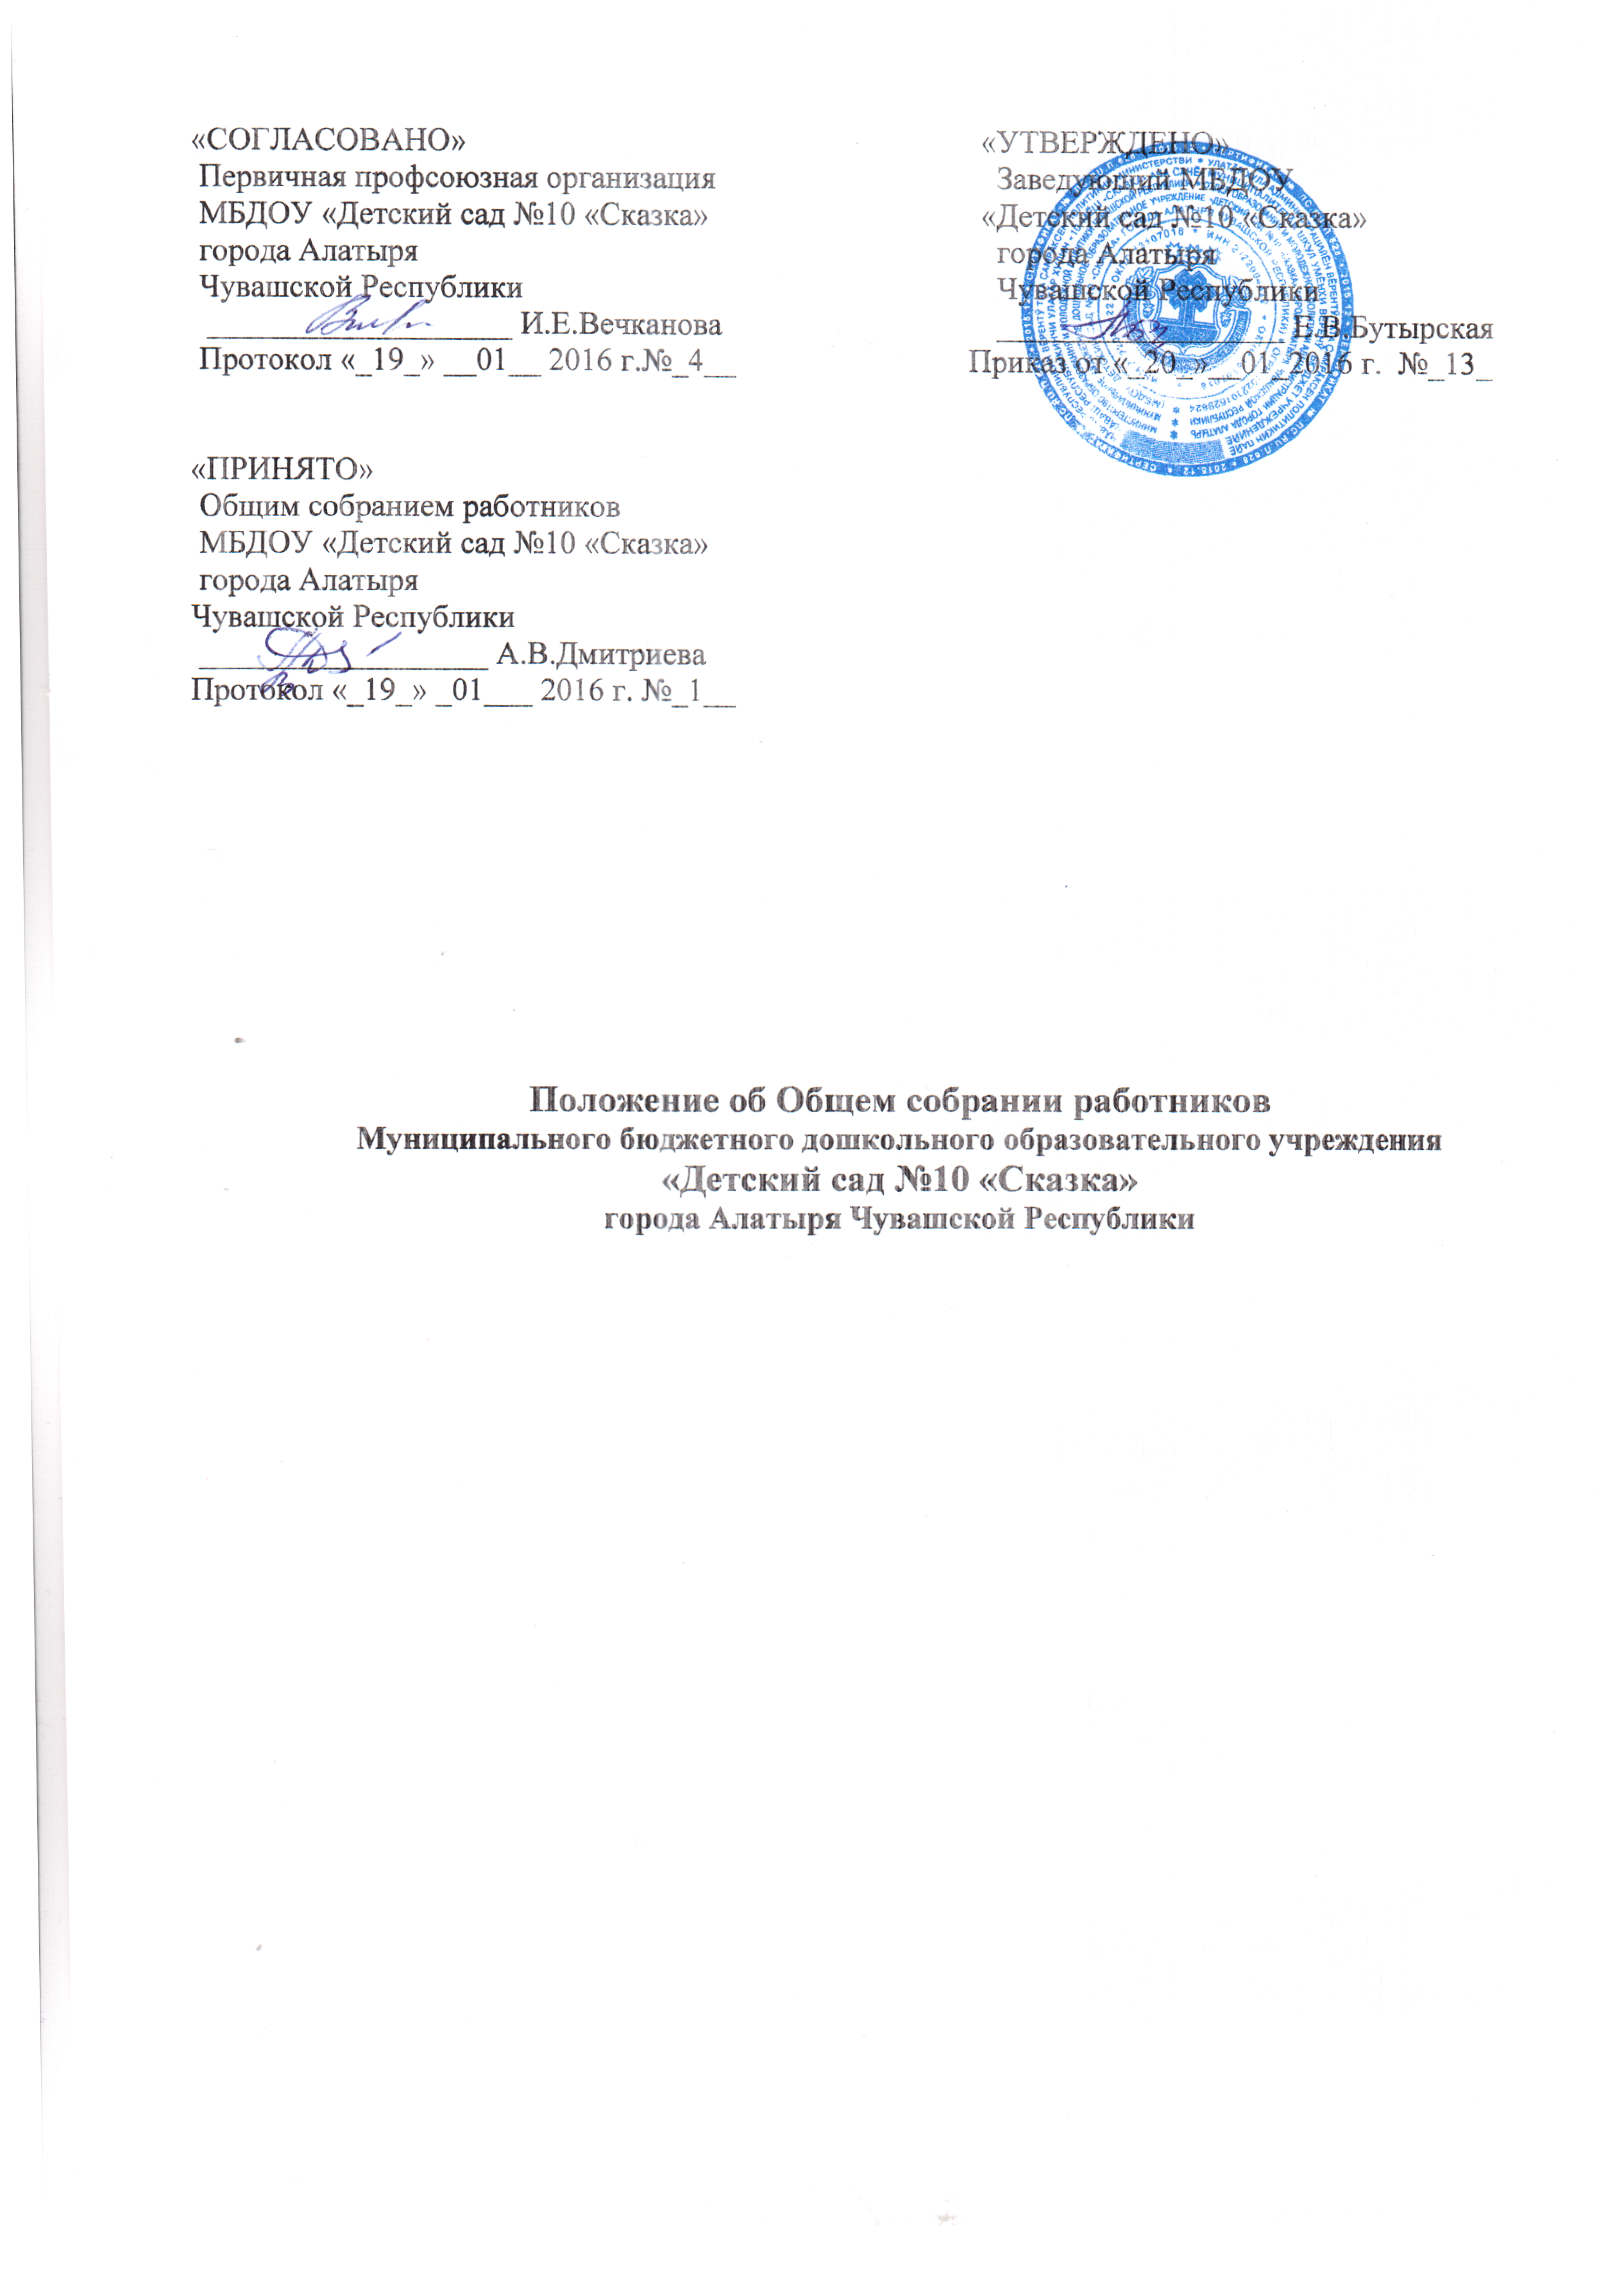 «СОГЛАСОВАНО»
Первичная профсоюзная организация
МБДОУ «Детский сад №10 «Сказка»
города Алатыря
Чувашской Республики
___________________ И.Е.Вечканова
Протокол «_19_» __01__ 2016 г.№_4__
«УТВЕРЖДЕНО»
Заведующий МБДОУ
«Детский сад №10 «Сказка»
города Алатыря
Чувашской Республики
__________________ Е.В.Бутырская
Приказ от «_20_»__01_2016 г. №_13_
«ПРИНЯТО»
Общим собранием работников
МБДОУ «Детский сад №10 «Сказка»
города Алатыря
Чувашской Республики
__________________ А.В.Дмитриева
Протокол «_19_» _01___ 2016 г. №_1__
Положение об Общем собрании работников
Муниципального бюджетного дошкольного образовательного учреждения
«Детский сад №10 «Сказка»
города Алатыря Чувашской Республики